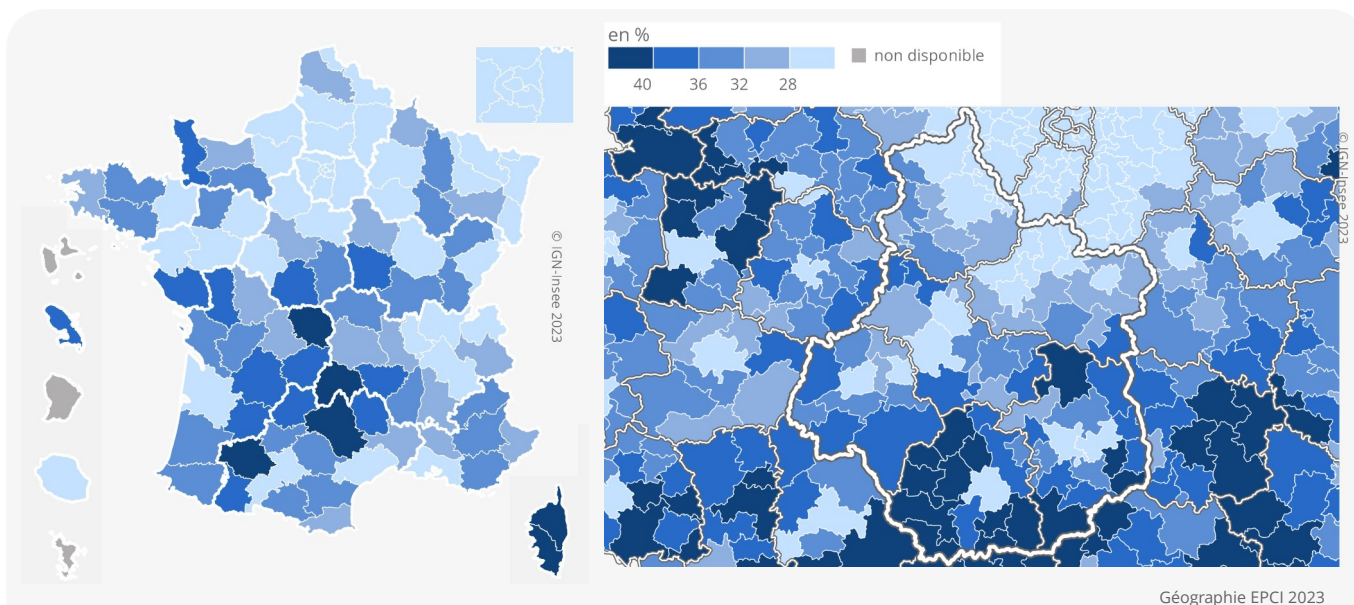 en %
40 36 32 28
non disponible
© IGN-Insee 2023
© IGN-Insee 2023
Géographie EPCI 2023